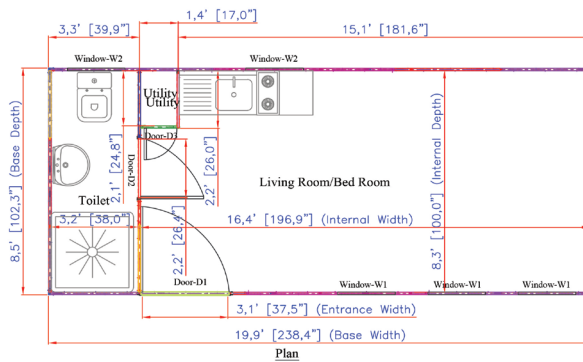 1,4' [17,0"]
3,3' [39,9"]
15,1' [181,6"]
Window-W2
Window-W2
Utility
Utility
Door-D3
8,5' [102,3"] (Base Depth)
2,1' [24,8"]
Door-D2
2,2' [26,0"]
8,3' [100,0"] (Internal Depth)
Living Room/Bed Room
Toilet
3,2' [38,0"]
16,4' [196,9"] (Internal Width)
2,2' [26,4"]
Door-D1
Window-W1
Window-W1
Window-W1
3,1' [37,5"] (Entrance Width)
19,9' [238,4"] (Base Width)
Plan